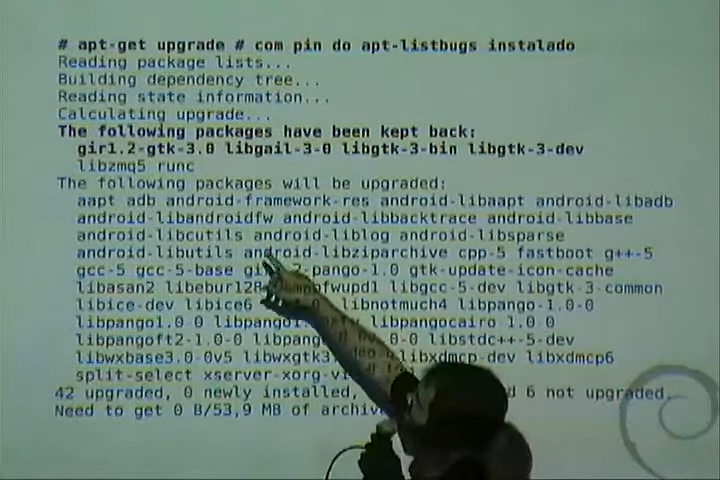 # apt-get upgrade # com pin do apt-listbugs instalado
Reading package lists...
Building dependency tree...
Reading state information...
Calculating upgrade...
The following packages have been kept back:
gir1.2-gtk-3.0 libgail-3-0 libgtk-3-bin libgtk-3-dev
libzmq5 runc
The following packages will be upgraded:
aapt adb android-framework-res android-libaapt android-libadb
android-libandroidfw android-libbacktrace android-libbase
android-libcutils android-liblog android-libsparse
android-libutils android-libziparchive cpp-5 fastboot g++-5
gcc-5 gcc-5-base pango-1.0 gtk-update-icon-cache
libasan2 libebur128 libgcc-5-dev libgtk-3-common
libice-dev libice6 libnotmuch4 libpango-1.0-0
libpango1.0-0 libpangocairo-1.0-0
libpangoft2-1.0-0 libstdc++-5-dev
libwxbase3.0-0v5 libxdmcp-dev libxdmcp6
split-select
42 upgraded, 0 newly installed, 6 not upgraded.
Need to get 0 B/53,9 MB of